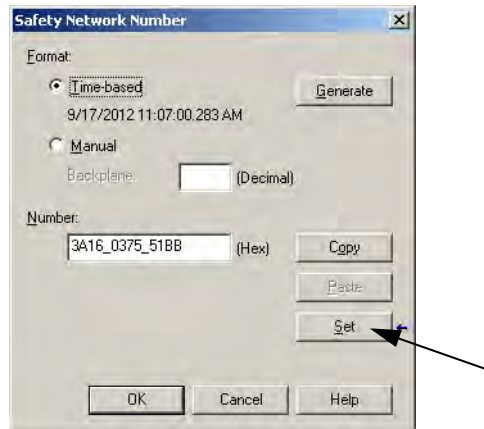 Safety Network Number
Format:
Time-based
Generate
9/17/2012 11:07:00.283 AM
Manual
Backplane:
(Decimal)
Number:
3A16_0375_51BB
(Hex)
Copy
Paste
Set
OK
Cancel
Help